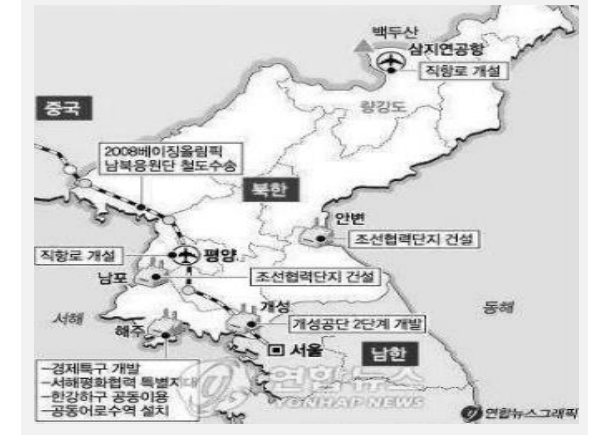 백두산
삼지연공항
직항로 개설
량강도
중국
2008베이징올림픽
남북응원단 철도수송
북한
안변
조선협력단지 건설
직항로 개설
평양
남포
조선협력단지 건설
서해
해주
개성
개성공단 2단계 개발
동해
서울
남한
-경제특구 개발
-서해평화협력 특별지대
-한강하구 공동이용
-공동어로수역 설치
연합뉴스
YONHAP NEWS
연합뉴스그래픽